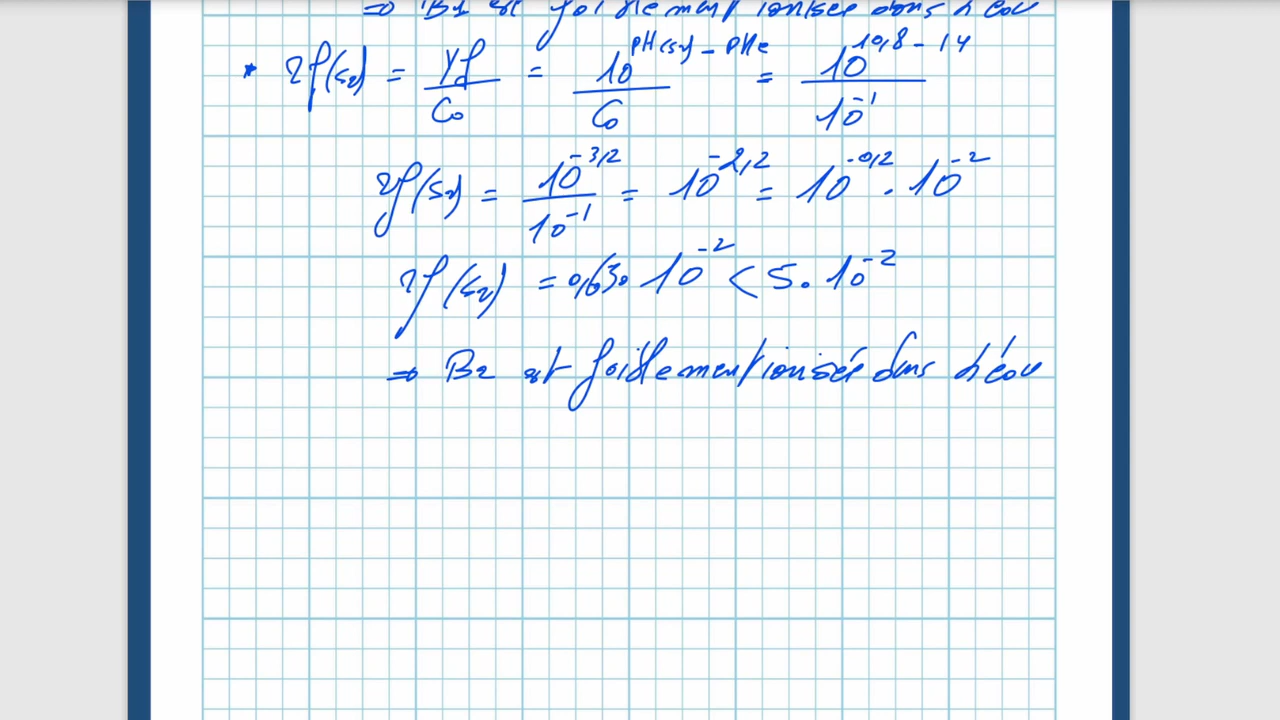 ⇒ B1 est faiblement ionisée dans l'eau
* τf(S2) = yf/C0 = 10^(pH(S2) - pKe)/C0 = 10^(10,8 - 14)/10^-1
τf(S2) = 10^-3,2/10^-1 = 10^-2,2 = 10^-0,2 . 10^-2
τf(S2) = 0,63. 10^-2 < 5. 10^-2
⇒ B2 est faiblement ionisée dans l'eau